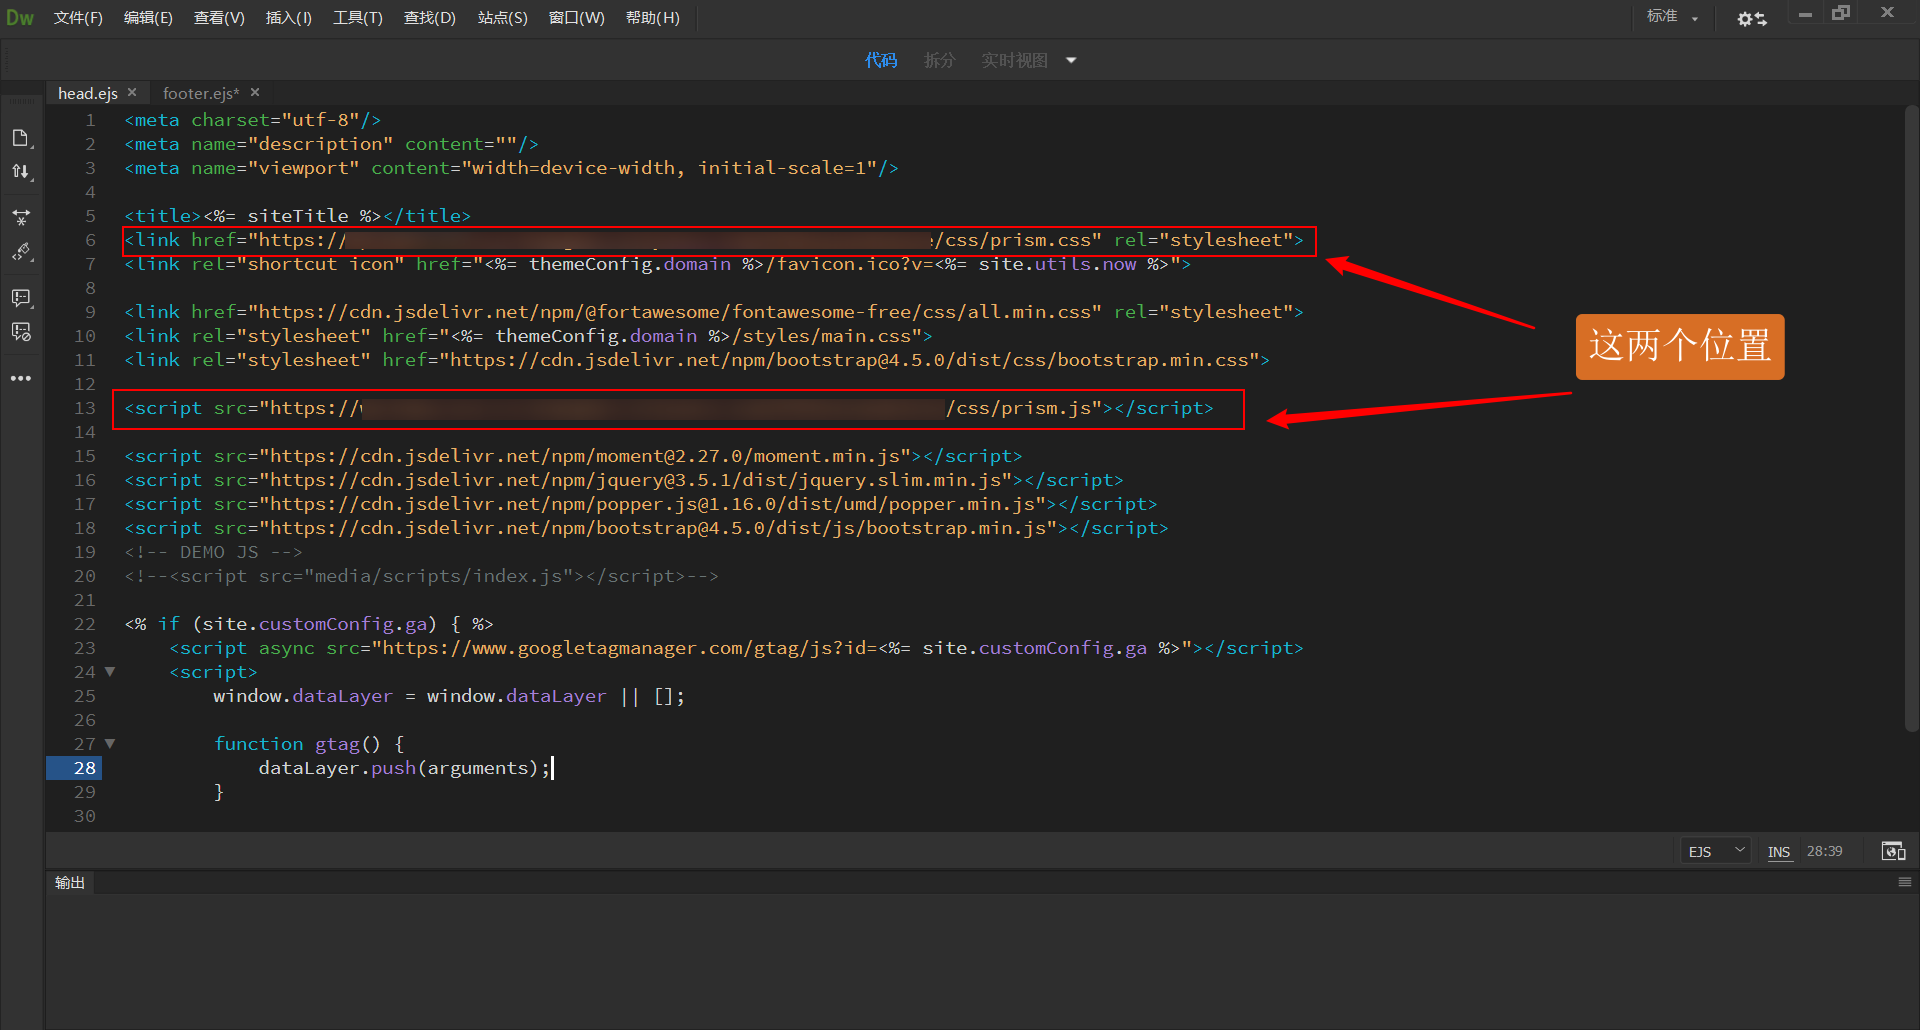 Dw 文件(F) 编辑(E) 查看(V) 插入(I) 工具(T) 查找(D) 站点(S) 窗口(W) 帮助(H) 标准
代码 拆分 实时视图
head.ejs × footer.ejs* ×
1 <meta charset="utf-8"/>
2 <meta name="description" content=""/>
3 <meta name="viewport" content="width=device-width, initial-scale=1"/>
4
5 <title><%= siteTitle %></title>
6 <link href="https:// /css/prism.css" rel="stylesheet">
7 <link rel="shortcut icon" href="<%= themeConfig.domain %>/favicon.ico?v=<%= site.utils.now %>">
8
9 <link href="https://cdn.jsdelivr.net/npm/@fortawesome/fontawesome-free/css/all.min.css" rel="stylesheet">
10 <link rel="stylesheet" href="<%= themeConfig.domain %>/styles/main.css">
11 <link rel="stylesheet" href="https://cdn.jsdelivr.net/npm/bootstrap@4.5.0/dist/css/bootstrap.min.css">
这两个位置
12
13 <script src="https:// /css/prism.js"></script>
14
15 <script src="https://cdn.jsdelivr.net/npm/moment@2.27.0/moment.min.js"></script>
16 <script src="https://cdn.jsdelivr.net/npm/jquery@3.5.1/dist/jquery.slim.min.js"></script>
17 <script src="https://cdn.jsdelivr.net/npm/popper.js@1.16.0/dist/umd/popper.min.js"></script>
18 <script src="https://cdn.jsdelivr.net/npm/bootstrap@4.5.0/dist/js/bootstrap.min.js"></script>
19 <!-- DEMO JS -->
20 <!--<script src="media/scripts/index.js"></script>-->
21
22 <% if (site.customConfig.ga) { %>
23 <script async src="https://www.googletagmanager.com/gtag/js?id=<%= site.customConfig.ga %>"></script>
24 <script>
25 window.dataLayer = window.dataLayer || [];
26
27 function gtag() {
28 dataLayer.push(arguments);
29 }
30
EJS INS 28:39
输出